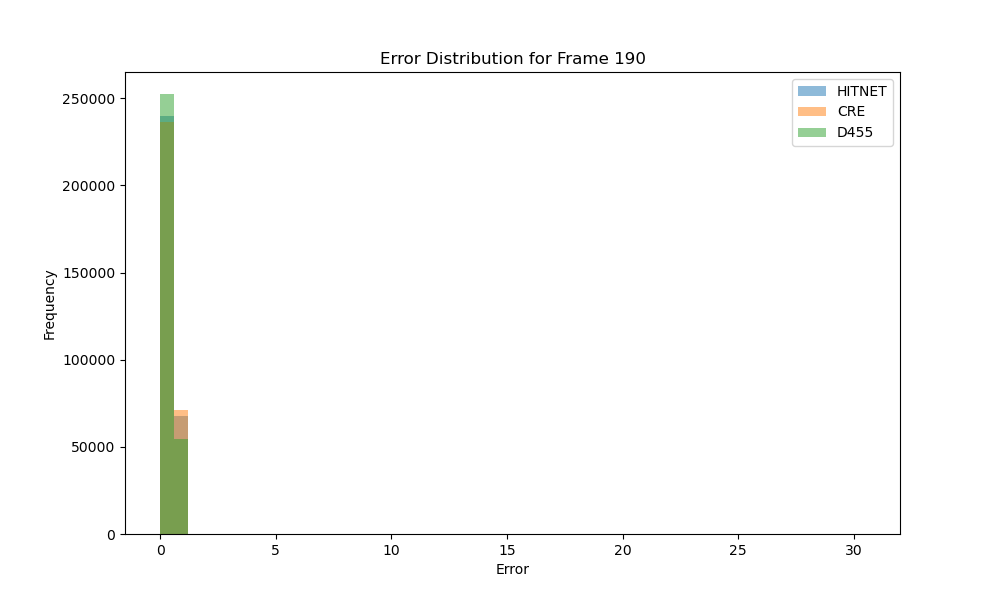 Error Distribution for Frame 190
HITNET
CRE
D455
250000
200000
150000
100000
50000
0
Frequency
0 5 10 15 20 25 30
Error